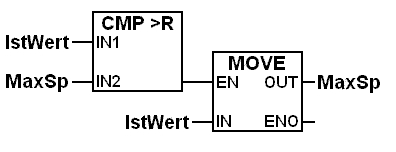 CMP >R
IstWert IN1
MaxSp IN2
MOVE
EN OUT MaxSp
IstWert IN ENO